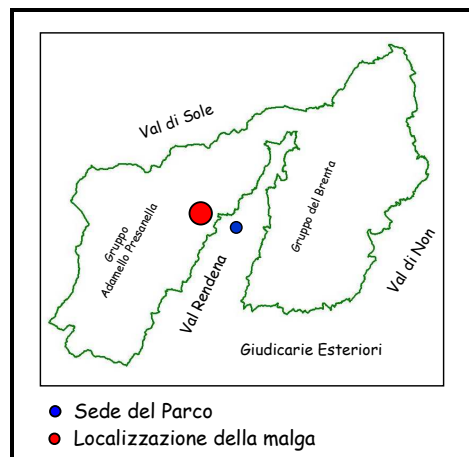 Val di Sole
Gruppo
Adamello Presanella
Gruppo del Brenta
Val Rendena
Val di Non
Giudicarie Esteriori
Sede del Parco
Localizzazione della malga